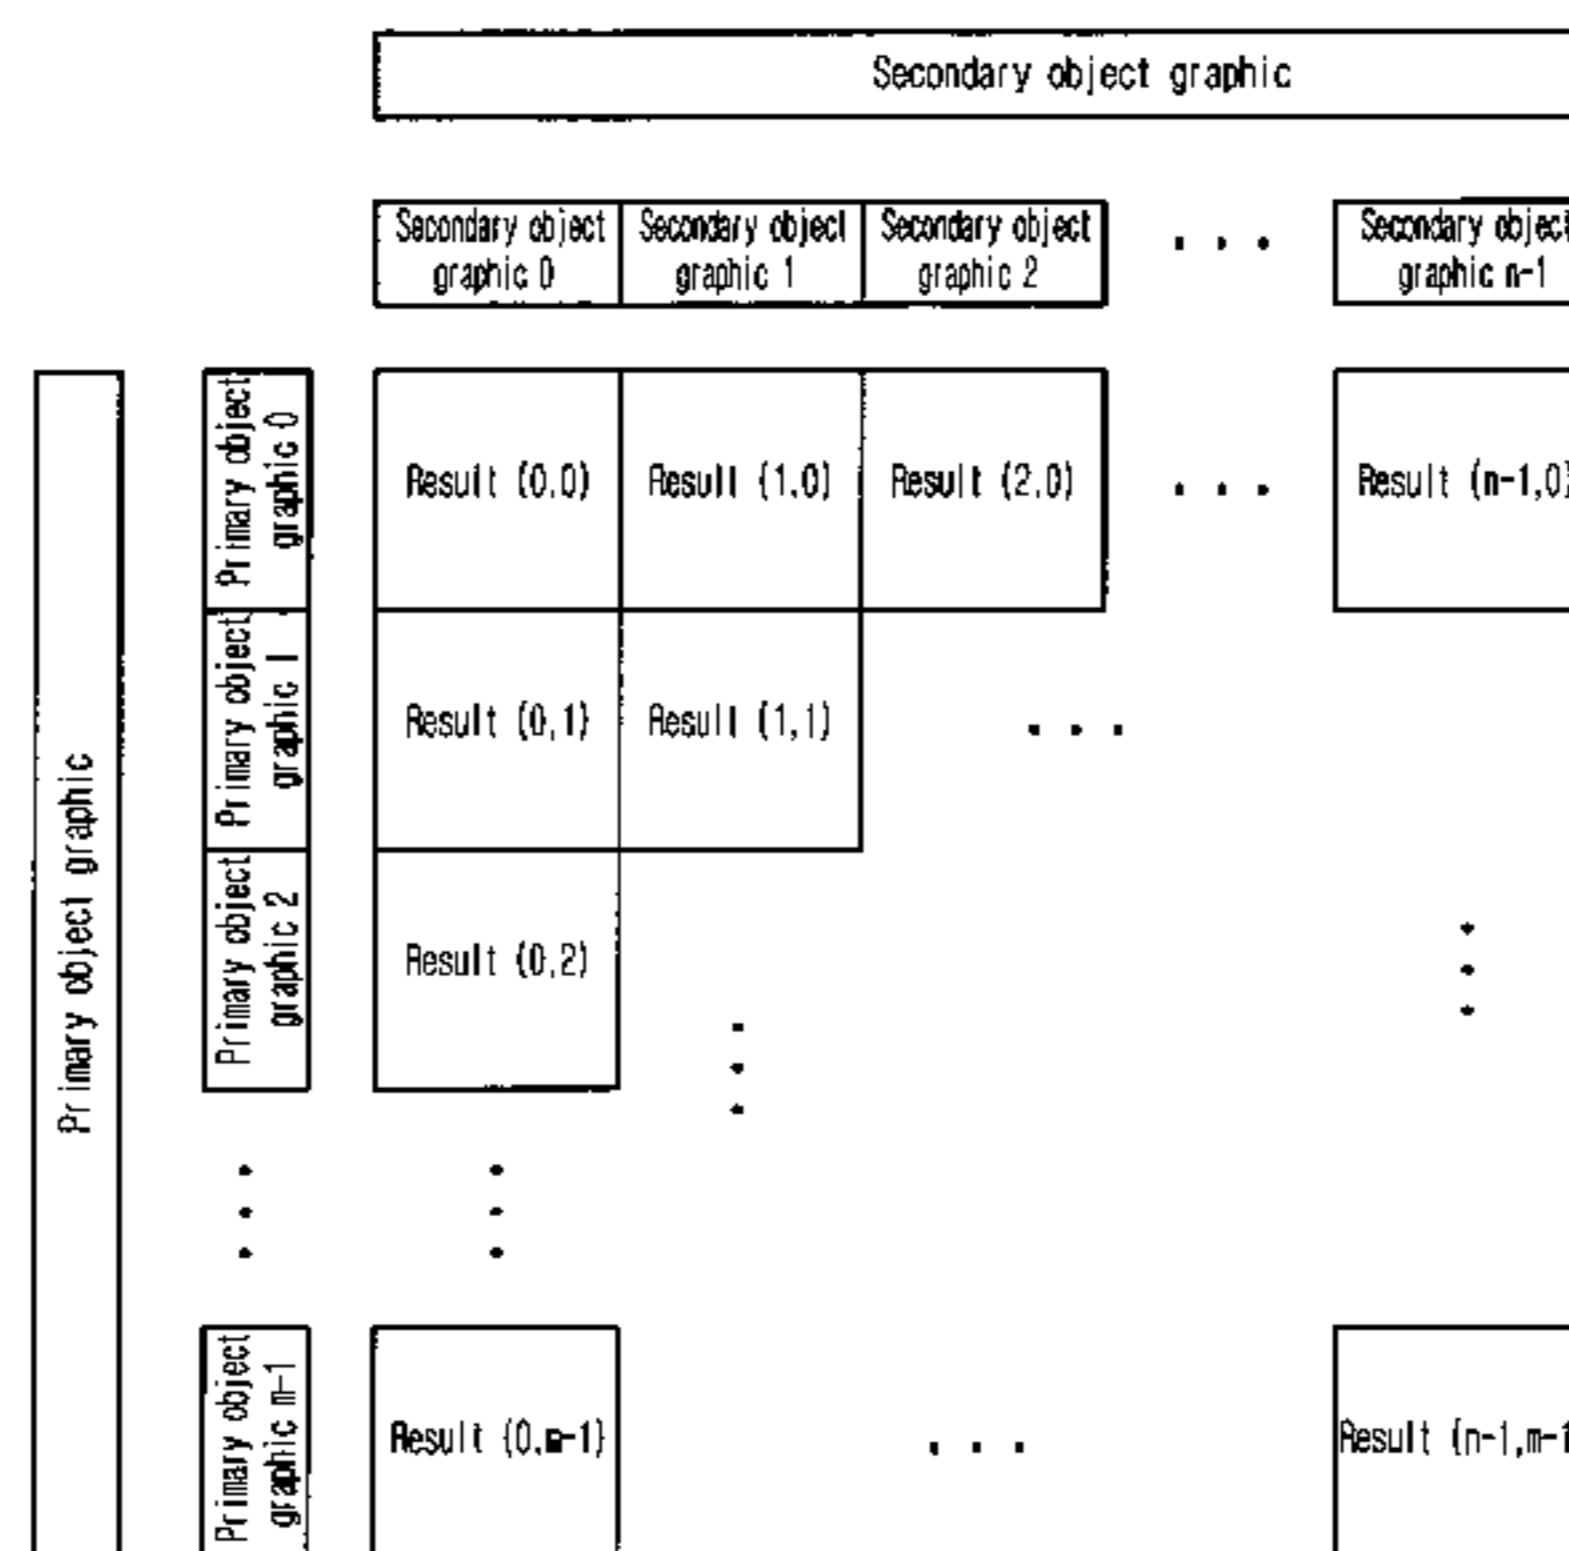 Secondary object graphic
Secondary object
graphic 0
Secondary object
graphic 1
Secondary object
graphic 2
. . .
Secondary object
graphic n-1
Primary object graphic
Primary object
graphic 0
Result (0,0)
Result (1,0)
Result (2,0)
. . .
Result (n-1,0)
Primary object
graphic 1
Result (0,1)
Result (1,1)
. . .
Primary object
graphic 2
Result (0,2)
Primary object
graphic m-1
Result (0,m-1)
. . .
Result (n-1,m-1